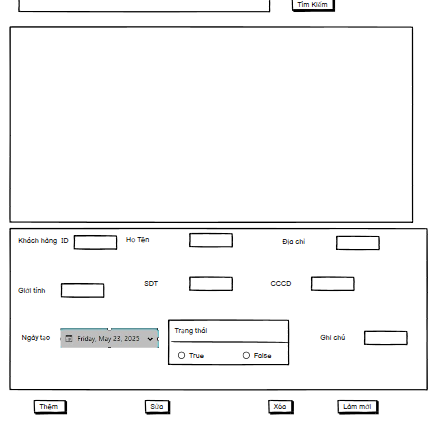 Tìm Kiếm
Khách hàng ID
Họ Tên
Địa chỉ
Giới tính
SDT
CCCD
Ngày tạo
Friday, May 23, 2025
Trạng thái
True
False
Ghi chú
Thêm
Sửa
Xóa
Làm mới